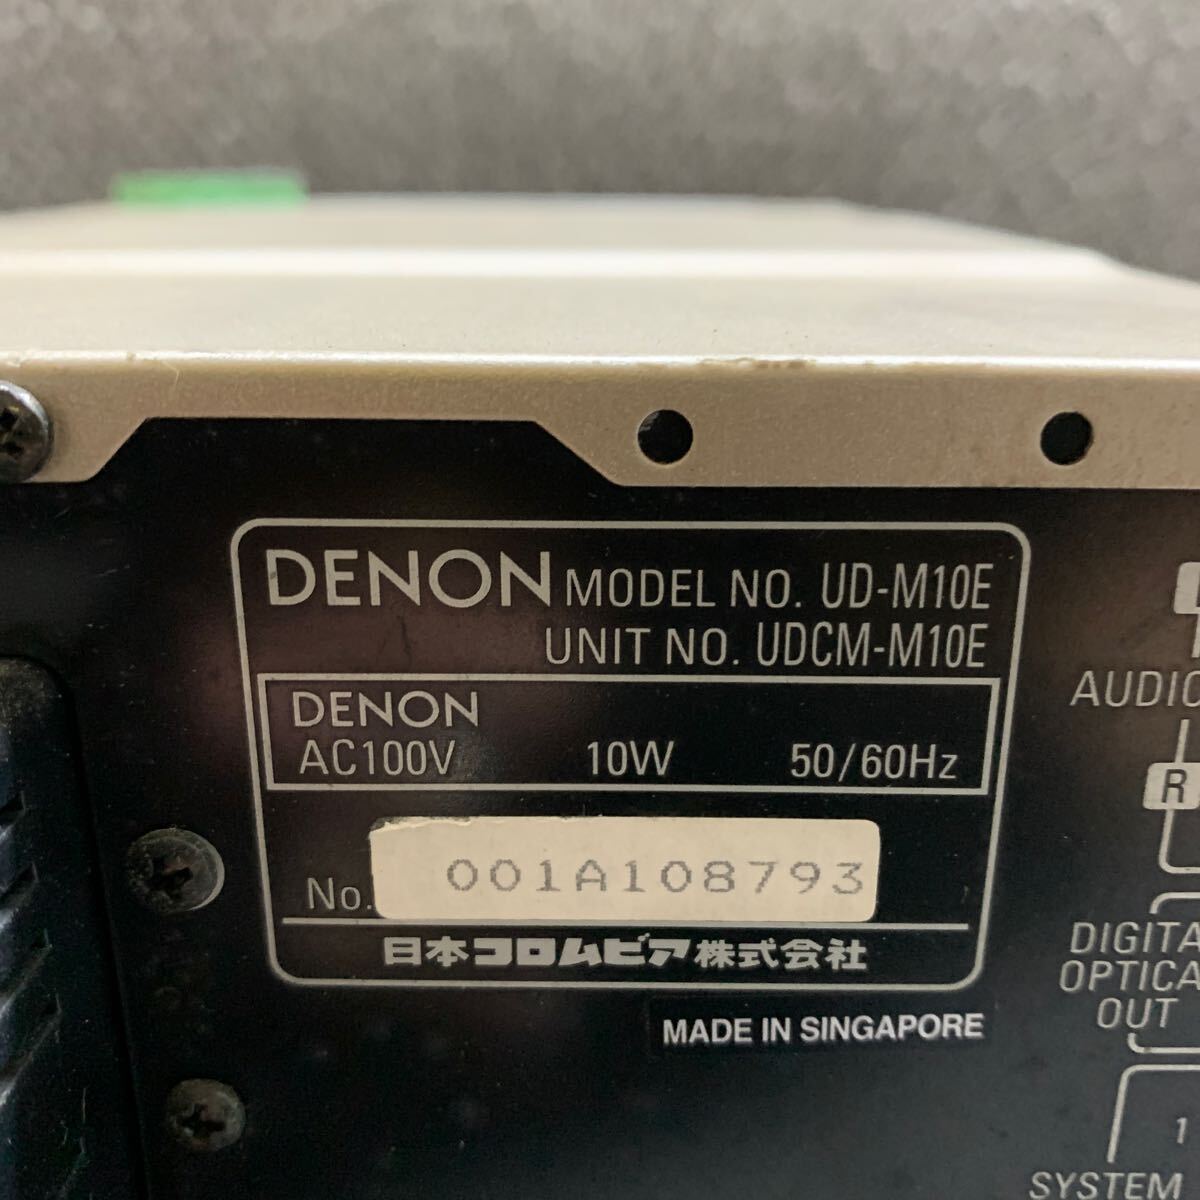 DENON MODEL NO. UD-M10E
UNIT NO. UDCM-M10E
DENON
AC100V 10W 50/60Hz
No. 001A108793
日本コロムビア株式会社
MADE IN SINGAPORE
AUDIO
R
DIGITA
OPTICA
OUT
1
SYSTEM